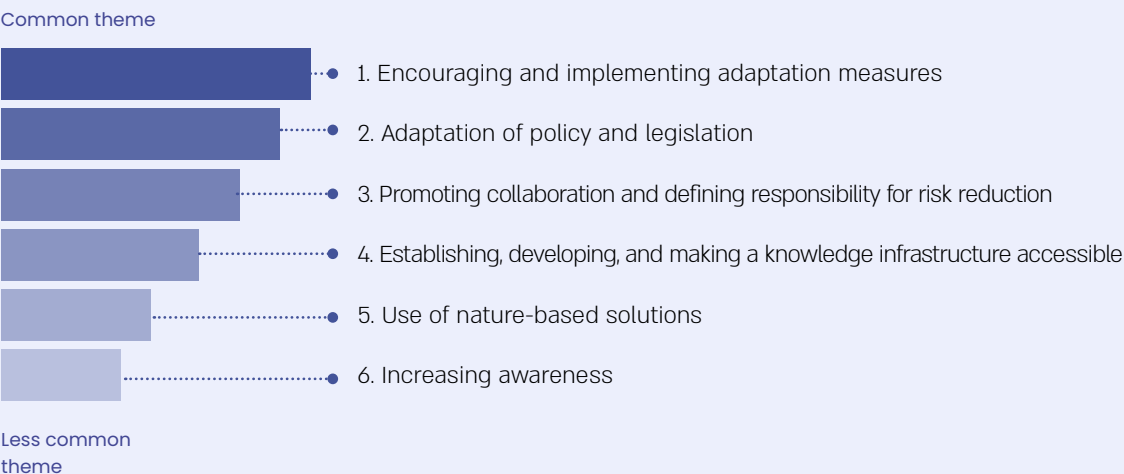 Common theme
1. Encouraging and implementing adaptation measures
2. Adaptation of policy and legislation
3. Promoting collaboration and defining responsibility for risk reduction
4. Establishing, developing, and making a knowledge infrastructure accessible
5. Use of nature-based solutions
6. Increasing awareness
Less common
theme